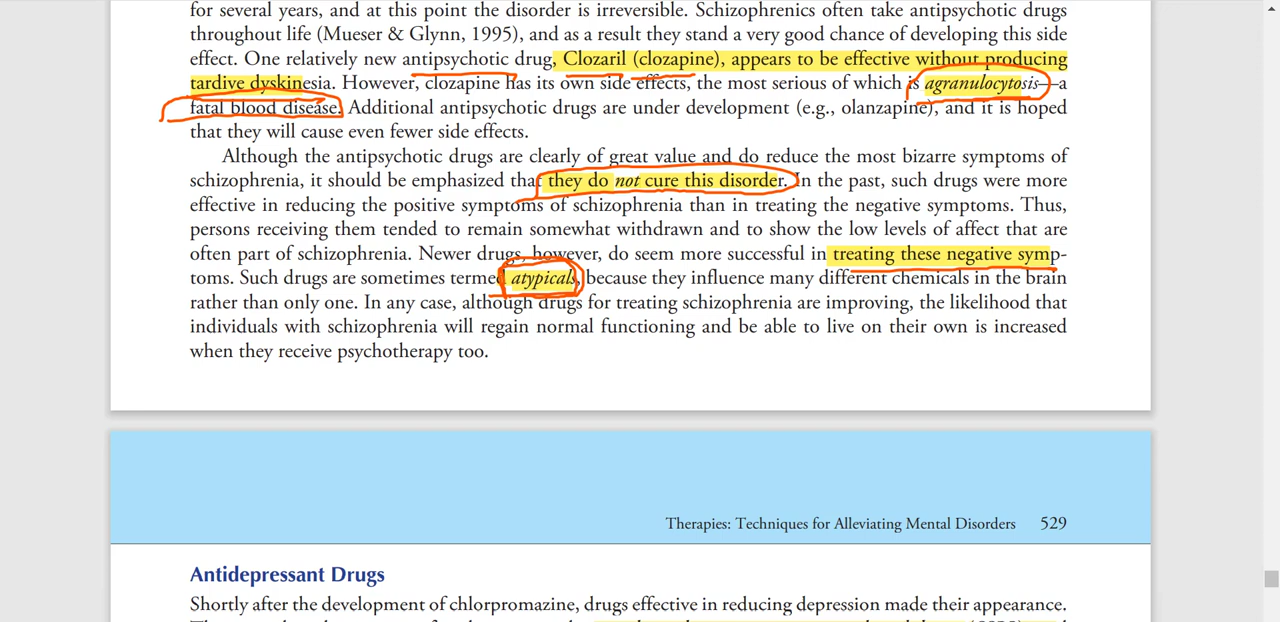 for several years, and at this point the disorder is irreversible. Schizophrenics often take antipsychotic drugs
throughout life (Mueser & Glynn, 1995), and as a result they stand a very good chance of developing this side
effect. One relatively new antipsychotic drug, Clozaril (clozapine), appears to be effective without producing
tardive dyskinesia. However, clozapine has its own side effects, the most serious of which is agranulocytosis—a
fatal blood disease. Additional antipsychotic drugs are under development (e.g., olanzapine), and it is hoped
that they will cause even fewer side effects.
Although the antipsychotic drugs are clearly of great value and do reduce the most bizarre symptoms of
schizophrenia, it should be emphasized that they do not cure this disorder. In the past, such drugs were more
effective in reducing the positive symptoms of schizophrenia than in treating the negative symptoms. Thus,
persons receiving them tended to remain somewhat withdrawn and to show the low levels of affect that are
often part of schizophrenia. Newer drugs, however, do seem more successful in treating these negative symp-
toms. Such drugs are sometimes termed atypicals, because they influence many different chemicals in the brain
rather than only one. In any case, although drugs for treating schizophrenia are improving, the likelihood that
individuals with schizophrenia will regain normal functioning and be able to live on their own is increased
when they receive psychotherapy too.
Therapies: Techniques for Alleviating Mental Disorders 529
Antidepressant Drugs
Shortly after the development of chlorpromazine, drugs effective in reducing depression made their appearance.